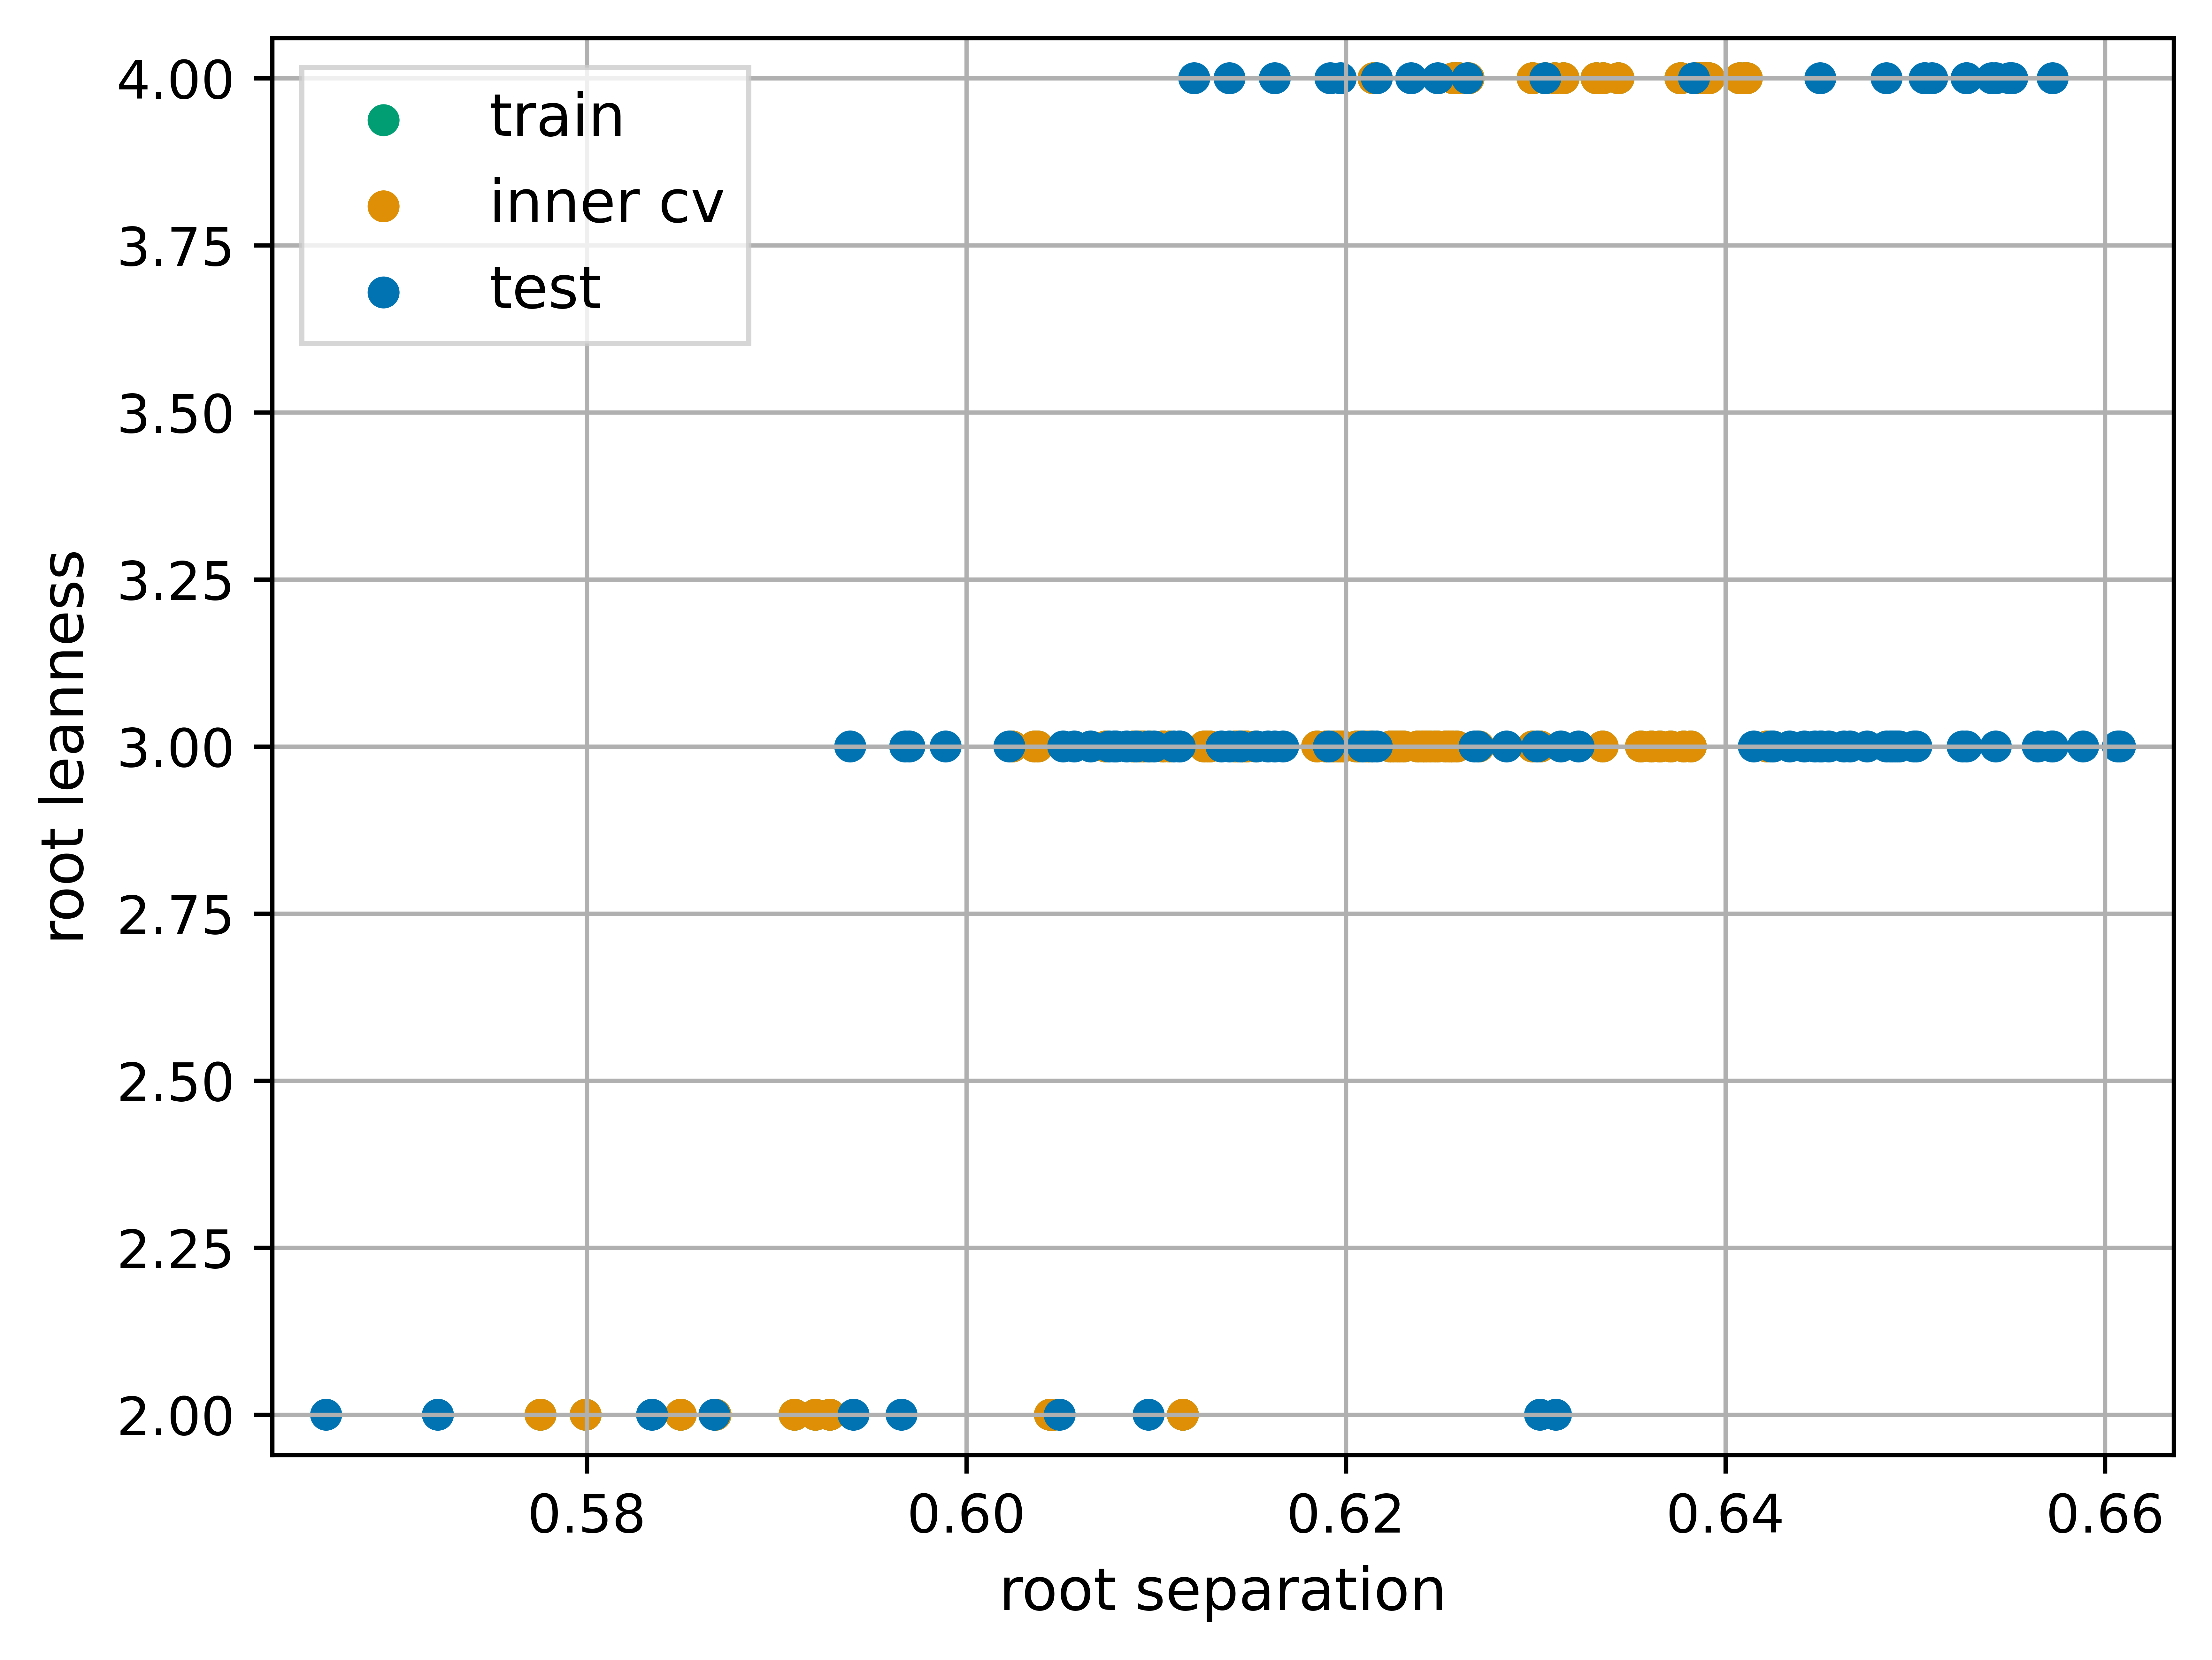 4.00
3.75
3.50
3.25
3.00
2.75
2.50
2.25
2.00
root leanness
train
inner cv
test
0.58 0.60 0.62 0.64 0.66
root separation